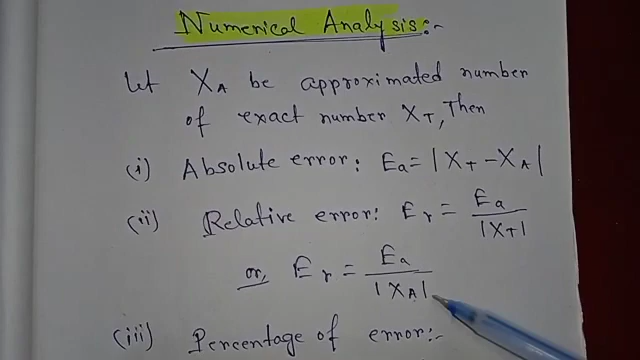 Numerical Analysis:-
Let X_A be approximated number
of exact number X_T, Then
(i) Absolute error: E_a = |X_T - X_A|
(ii) Relative error: E_r = E_a / |X_T|
or, E_r = E_a / |X_A|
(iii) Percentage of error:-